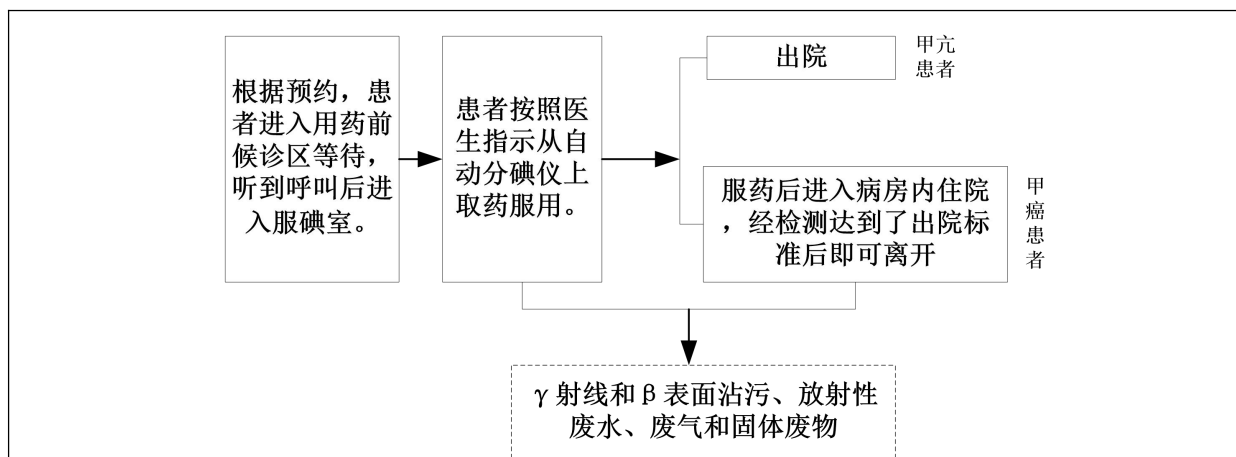 根据预约，患
者进入用药前
候诊区等待，
听到呼叫后进
入服碘室。
患者按照医
生指示从自
动分碘仪上
取药服用。
出院
甲亢
患者
服药后进入病房内住院
，经检测达到了出院标
准后即可离开
甲
癌
患
者
γ射线和β表面沾污、放射性
废水、废气和固体废物